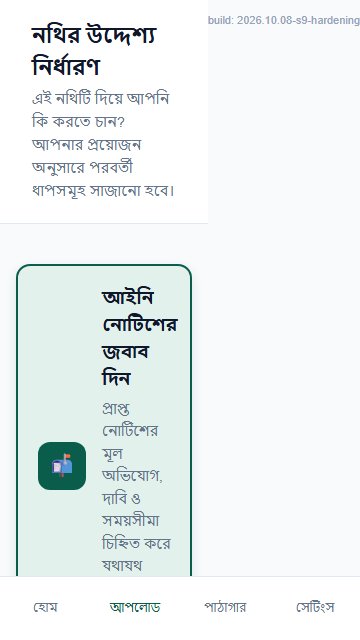 নথির উদ্দেশ্য
নির্ধারণ
build: 2026.10.08-s9-hardening
এই নথিটি দিয়ে আপনি
কি করতে চান?
আপনার প্রয়োজন
অনুসারে পরবর্তী
ধাপসমূহ সাজানো হবে।
আইনি
নোটিশের
জবাব
দিন
প্রাপ্ত
নোটিশের
মূল
অভিযোগ,
দাবি ও
সময়সীমা
চিহ্নিত করে
যথাযথ
হোম
আপলোড
পাঠাগার
সেটিংস